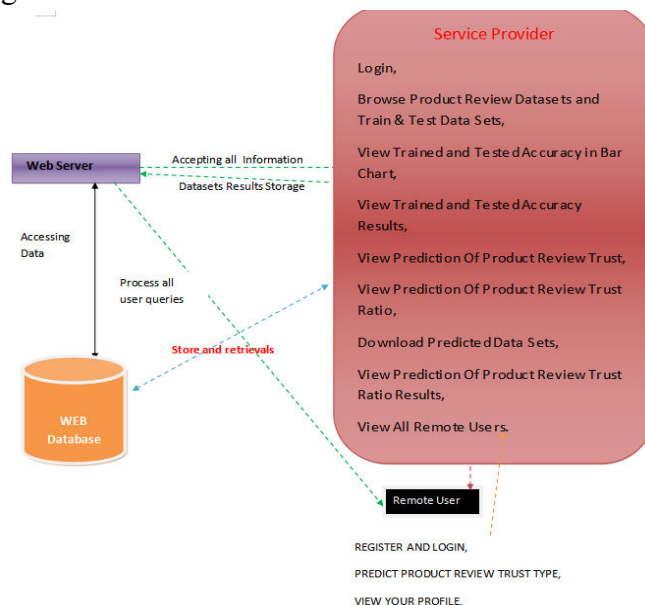 Service Provider
Login,
Browse Product Review Datasets and
Train & Test Data Sets,
View Trained and Tested Accuracy in Bar
Chart,
View Trained and Tested Accuracy
Results,
View Prediction Of Product Review Trust,
View Prediction Of Product Review Trust
Ratio,
Download Predicted Data Sets,
View Prediction Of Product Review Trust
Ratio Results,
View All Remote Users.
Web Server
Accepting all Information
Datasets Results Storage
Accessing
Data
Process all
user queries
Store and retrievals
WEB
Database
Remote User
REGISTER AND LOGIN,
PREDICT PRODUCT REVIEW TRUST TYPE,
VIEW YOUR PROFILE.